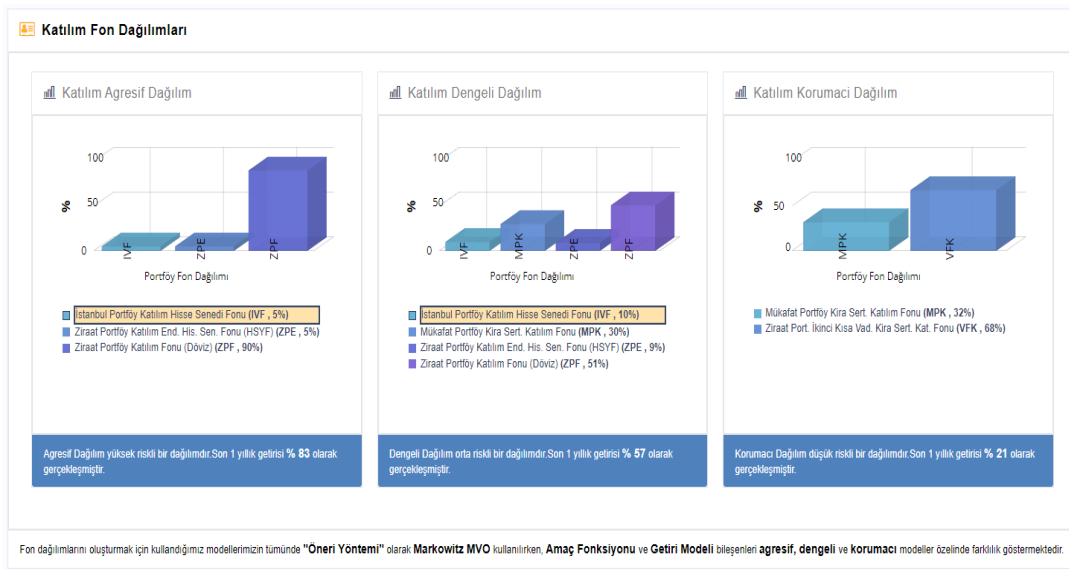 Katılım Fon Dağılımları
Katılım Agresif Dağılım
100
50
0
%
IVF
ZPE
ZPF
Portföy Fon Dağılımı
İstanbul Portföy Katılım Hisse Senedi Fonu (IVF , 5%)
Ziraat Portföy Katılım End. His. Sen. Fonu (HSYF) (ZPE , 5%)
Ziraat Portföy Katılım Fonu (Döviz) (ZPF , 90%)
Agresif Dağılım yüksek riskli bir dağılımdır.Son 1 yıllık getirisi % 83 olarak
gerçekleşmiştir.
Katılım Dengeli Dağılım
100
50
0
%
IVF
MPK
ZPE
ZPF
Portföy Fon Dağılımı
İstanbul Portföy Katılım Hisse Senedi Fonu (IVF , 10%)
Mükafat Portföy Kira Sert. Katılım Fonu (MPK , 30%)
Ziraat Portföy Katılım End. His. Sen. Fonu (HSYF) (ZPE , 9%)
Ziraat Portföy Katılım Fonu (Döviz) (ZPF , 51%)
Dengeli Dağılım orta riskli bir dağılımdır.Son 1 yıllık getirisi % 57 olarak
gerçekleşmiştir.
Katılım Korumaci Dağılım
100
50
0
%
MPK
VFK
Portföy Fon Dağılımı
Mükafat Portföy Kira Sert. Katılım Fonu (MPK , 32%)
Ziraat Port. İkinci Kısa Vad. Kira Sert. Kat. Fonu (VFK , 68%)
Korumacı Dağılım düşük riskli bir dağılımdır.Son 1 yıllık getirisi % 21 olarak
gerçekleşmiştir.
Fon dağılımlarını oluşturmak için kullandığımız modellerimizin tümünde "Öneri Yöntemi" olarak Markowitz MVO kullanılırken, Amaç Fonksiyonu ve Getiri Modeli bileşenleri agresif, dengeli ve korumacı modeller özelinde farklılık göstermektedir.